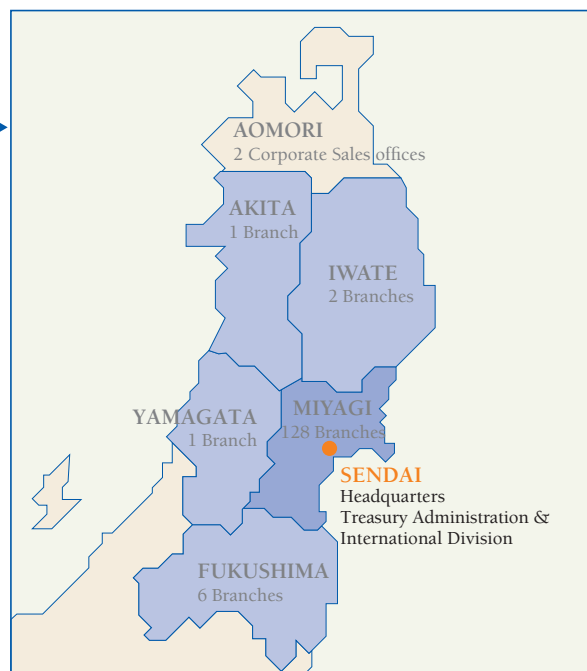 AOMORI
2 Corporate Sales offices
AKITA
1 Branch
IWATE
2 Branches
MIYAGI
128 Branches
YAMAGATA
1 Branch
SENDAI
Headquarters
Treasury Administration &
International Division
FUKUSHIMA
6 Branches